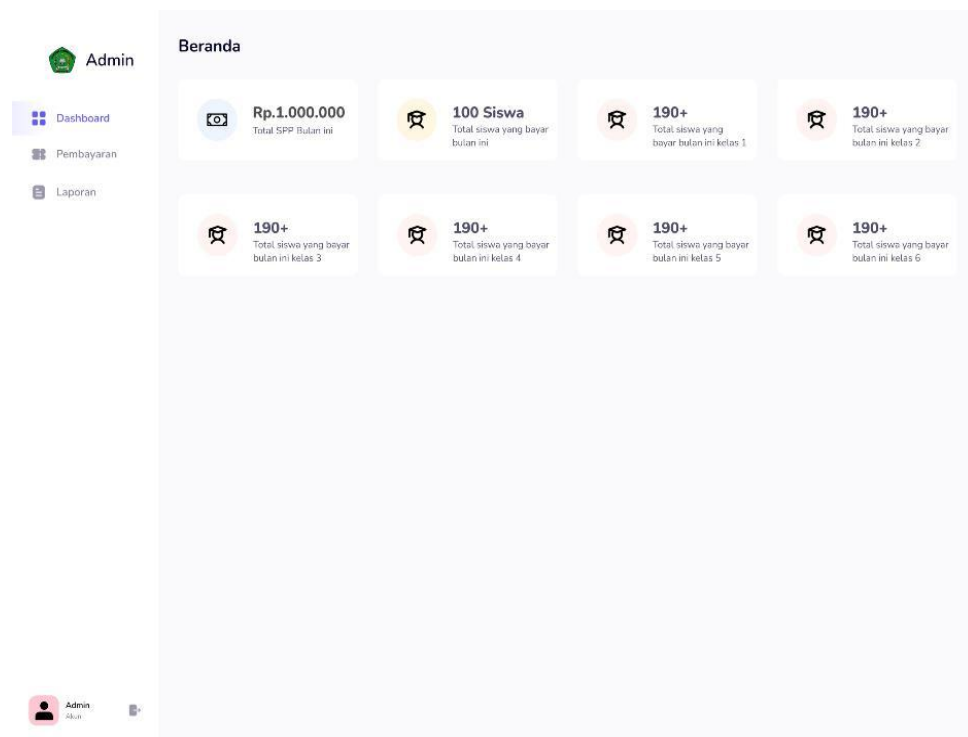 Admin
Dashboard
Pembayaran
Laporan
Beranda
Rp.1.000.000
Total SPP Bulan ini
100 Siswa
Total siswa yang bayar
bulan ini
190+
Total siswa yang
bayar bulan ini kelas 1
190+
Total siswa yang bayar
bulan ini kelas 2
190+
Total siswa yang bayar
bulan ini kelas 3
190+
Total siswa yang bayar
bulan ini kelas 4
190+
Total siswa yang bayar
bulan ini kelas 5
190+
Total siswa yang bayar
bulan ini kelas 6
Admin
Akun